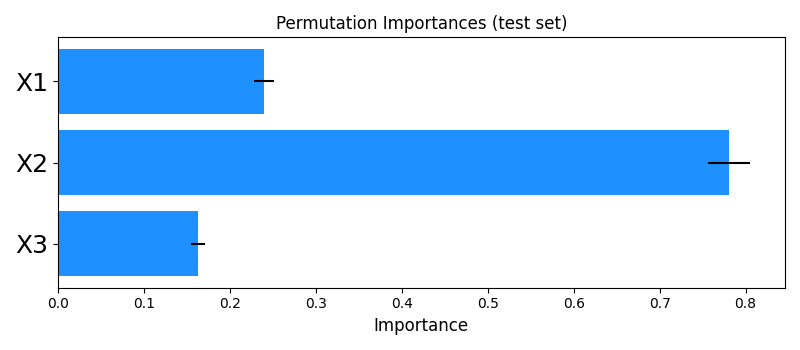 Permutation Importances (test set)
X1
X2
X3
0.0 0.1 0.2 0.3 0.4 0.5 0.6 0.7 0.8
Importance